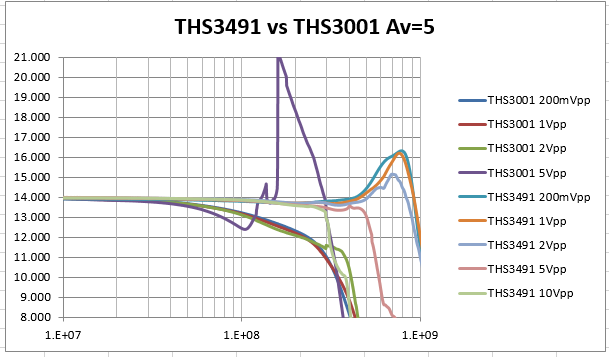 THS3491 vs THS3001 Av=5
21.000
20.000
19.000
18.000
17.000
16.000
15.000
14.000
13.000
12.000
11.000
10.000
9.000
8.000
1.E+07
1.E+08
1.E+09
THS3001 200mVpp
THS3001 1Vpp
THS3001 2Vpp
THS3001 5Vpp
THS3491 200mVpp
THS3491 1Vpp
THS3491 2Vpp
THS3491 5Vpp
THS3491 10Vpp